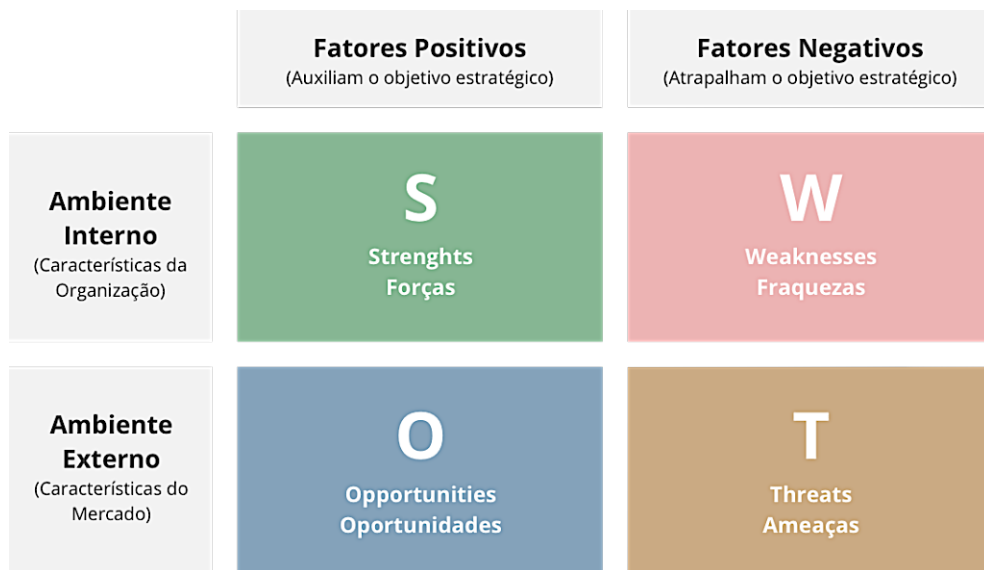 Fatores Positivos
(Auxiliam o objetivo estratégico)
Fatores Negativos
(Atrapalham o objetivo estratégico)
Ambiente
Interno
(Características da
Organização)
S
Strenghts
Forças
W
Weaknesses
Fraquezas
Ambiente
Externo
(Características do
Mercado)
O
Opportunities
Oportunidades
T
Threats
Ameaças